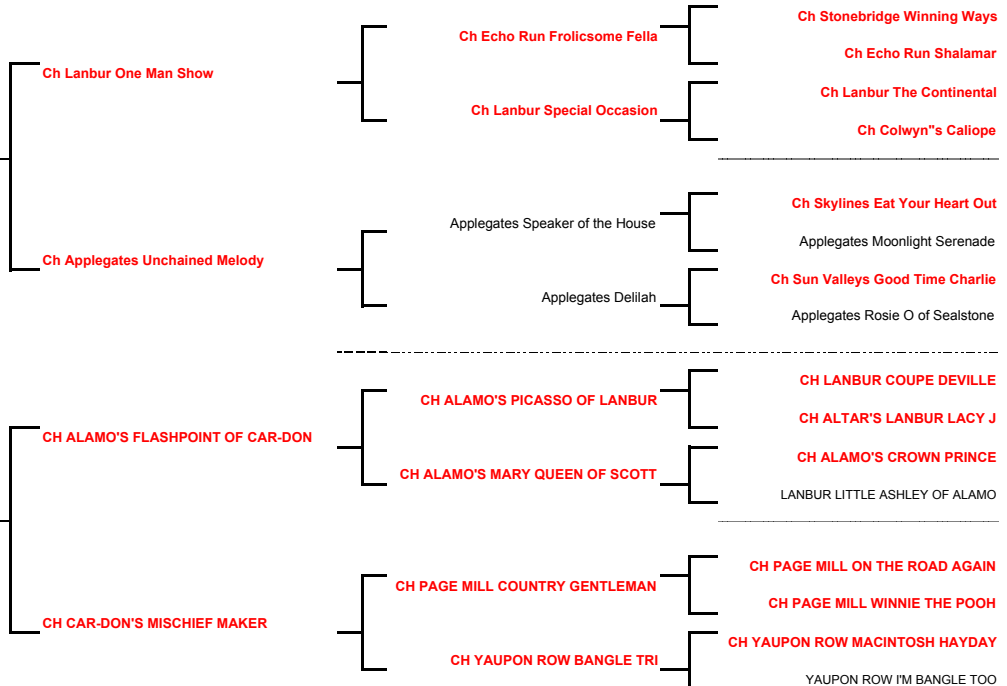 Ch Stonebridge Winning Ways
Ch Echo Run Frolicsome Fella
Ch Echo Run Shalamar
Ch Lanbur One Man Show
Ch Lanbur The Continental
Ch Lanbur Special Occasion
Ch Colwyn"s Caliope
Ch Skylines Eat Your Heart Out
Applegates Speaker of the House
Applegates Moonlight Serenade
Ch Applegates Unchained Melody
Ch Sun Valleys Good Time Charlie
Applegates Delilah
Applegates Rosie O of Sealstone
CH LANBUR COUPE DEVILLE
CH ALAMO'S PICASSO OF LANBUR
CH ALTAR'S LANBUR LACY J
CH ALAMO'S FLASHPOINT OF CAR-DON
CH ALAMO'S CROWN PRINCE
CH ALAMO'S MARY QUEEN OF SCOTT
LANBUR LITTLE ASHLEY OF ALAMO
CH PAGE MILL ON THE ROAD AGAIN
CH PAGE MILL COUNTRY GENTLEMAN
CH PAGE MILL WINNIE THE POOH
CH CAR-DON'S MISCHIEF MAKER
CH YAUPON ROW MACINTOSH HAYDAY
CH YAUPON ROW BANGLE TRI
YAUPON ROW I'M BANGLE TOO